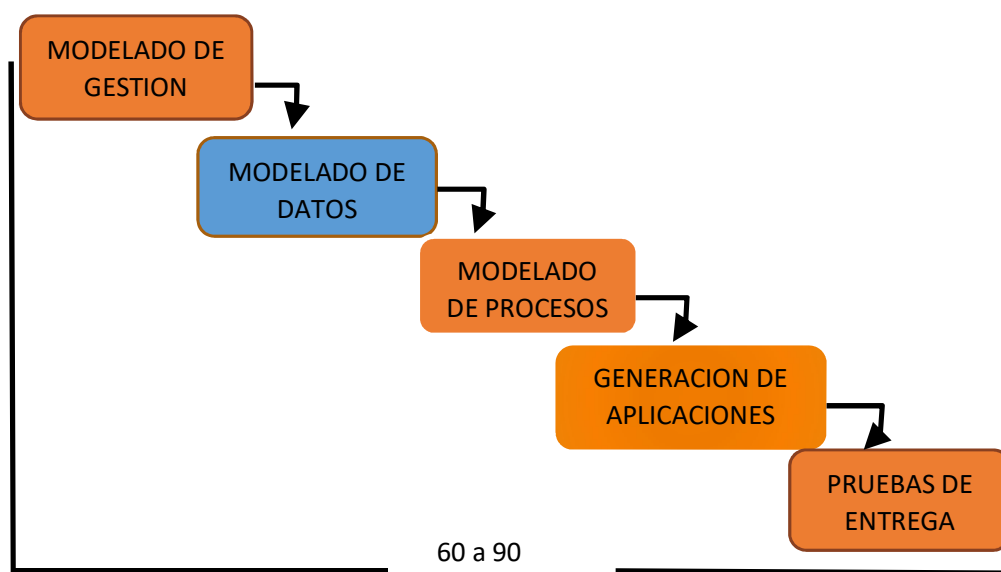 MODELADO DE
GESTION
MODELADO DE
DATOS
MODELADO
DE PROCESOS
GENERACION DE
APLICACIONES
PRUEBAS DE
ENTREGA
60 a 90